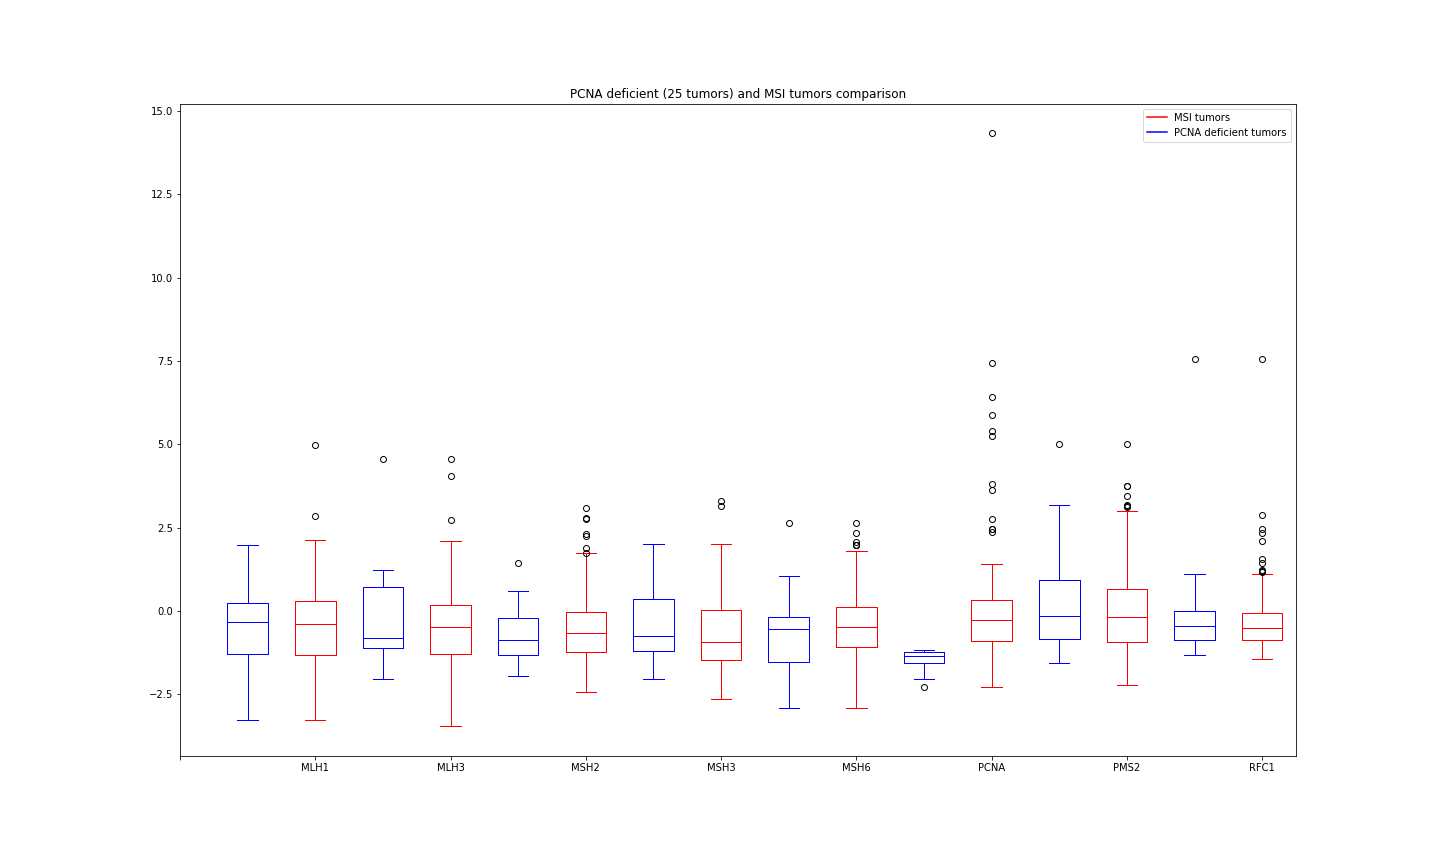 PCNA deficient (25 tumors) and MSI tumors comparison
15.0
12.5
10.0
7.5
5.0
2.5
0.0
−2.5
MSI tumors
PCNA deficient tumors
MLH1 MLH3 MSH2 MSH3 MSH6 PCNA PMS2 RFC1